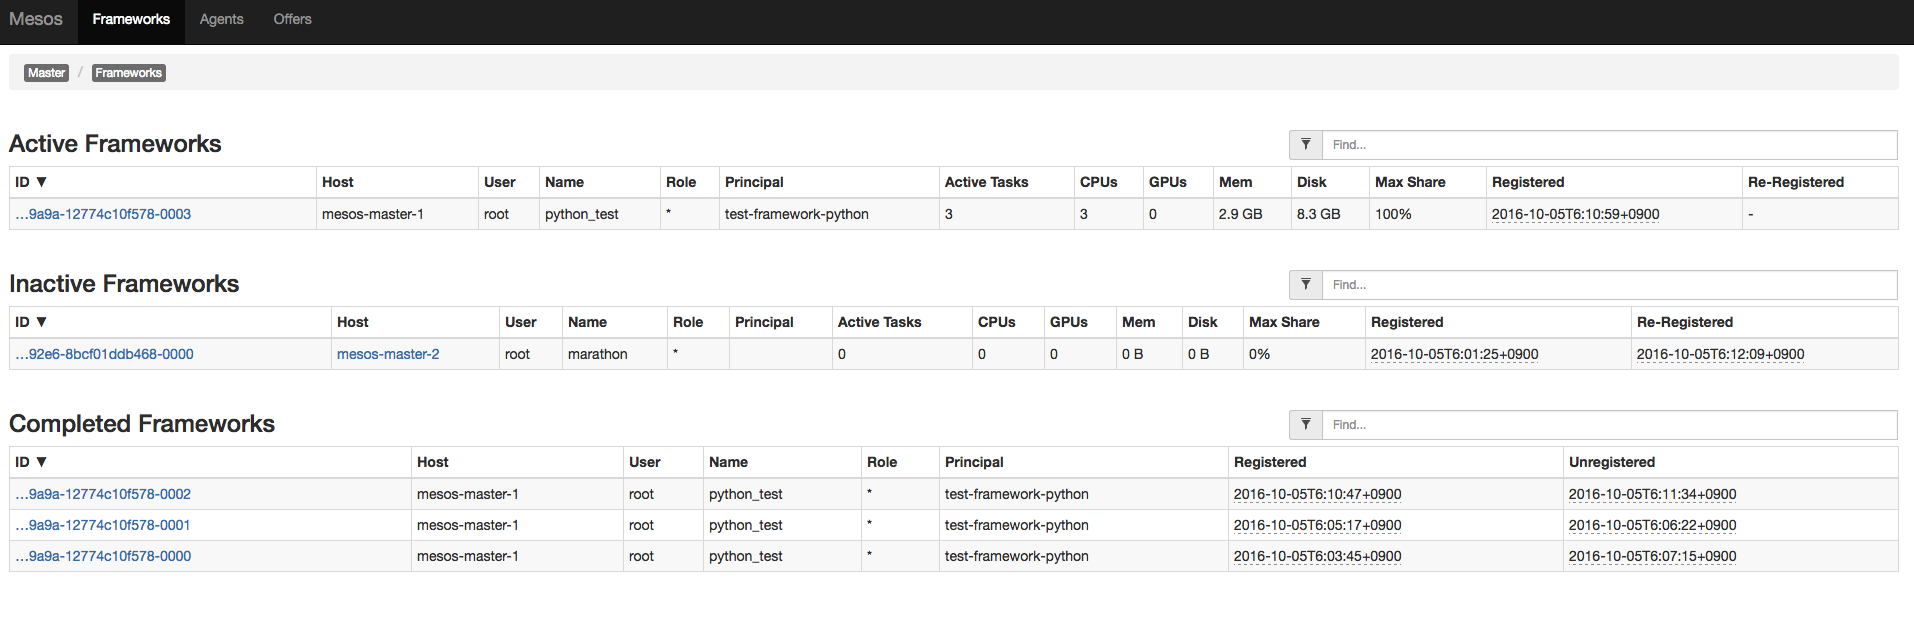 Mesos Frameworks Agents Offers
Master / Frameworks
Active Frameworks Find...
ID ▼ Host User Name Role Principal Active Tasks CPUs GPUs Mem Disk Max Share Registered Re-Registered
…9a9a-12774c10f578-0003 mesos-master-1 root python_test * test-framework-python 3 3 0 2.9 GB 8.3 GB 100% 2016-10-05T6:10:59+0900 -
Inactive Frameworks Find...
ID ▼ Host User Name Role Principal Active Tasks CPUs GPUs Mem Disk Max Share Registered Re-Registered
…92e6-8bcf01ddb468-0000 mesos-master-2 root marathon * 0 0 0 0 B 0 B 0% 2016-10-05T6:01:25+0900 2016-10-05T6:12:09+0900
Completed Frameworks Find...
ID ▼ Host User Name Role Principal Registered Unregistered
…9a9a-12774c10f578-0002 mesos-master-1 root python_test * test-framework-python 2016-10-05T6:10:47+0900 2016-10-05T6:11:34+0900
…9a9a-12774c10f578-0001 mesos-master-1 root python_test * test-framework-python 2016-10-05T6:05:17+0900 2016-10-05T6:06:22+0900
…9a9a-12774c10f578-0000 mesos-master-1 root python_test * test-framework-python 2016-10-05T6:03:45+0900 2016-10-05T6:07:15+0900